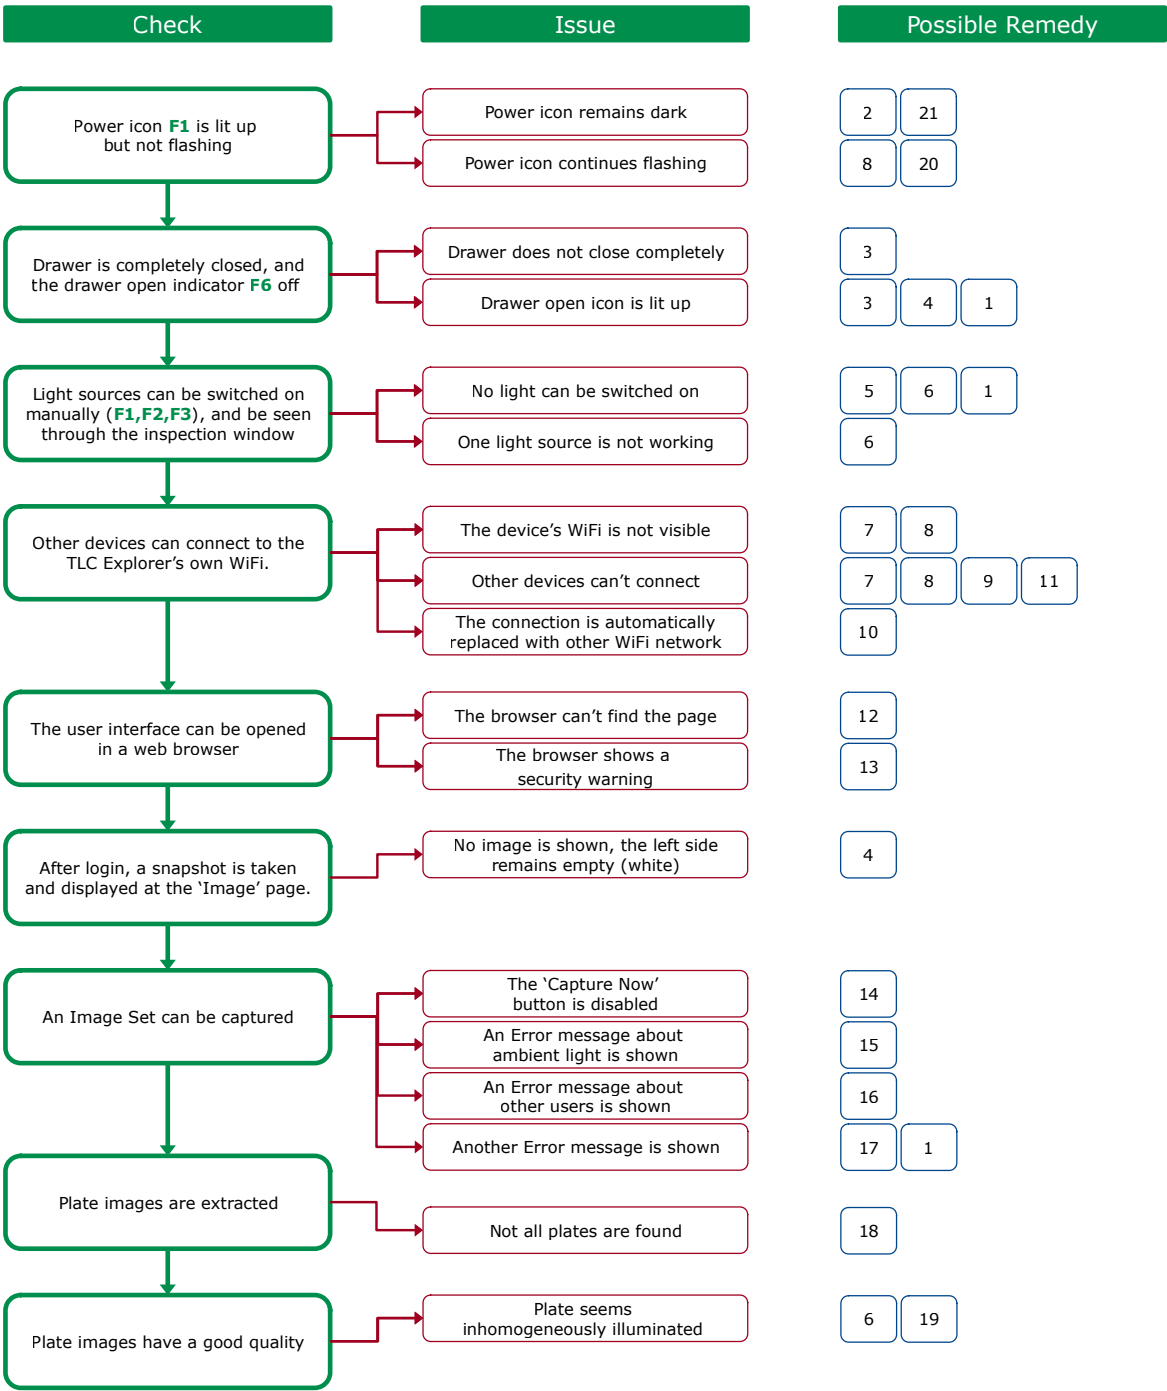 Check
Issue
Possible Remedy
Power icon F1 is lit up
but not flashing
Power icon remains dark
2
21
Power icon continues flashing
8
20
Drawer is completely closed, and
the drawer open indicator F6 off
Drawer does not close completely
3
Drawer open icon is lit up
3
4
1
Light sources can be switched on
manually (F1,F2,F3), and be seen
through the inspection window
No light can be switched on
5
6
1
One light source is not working
6
Other devices can connect to the
TLC Explorer’s own WiFi.
The device’s WiFi is not visible
7
8
Other devices can’t connect
7
8
9
11
The connection is automatically
replaced with other WiFi network
10
The user interface can be opened
in a web browser
The browser can’t find the page
12
The browser shows a
security warning
13
After login, a snapshot is taken
and displayed at the ‘Image’ page.
No image is shown, the left side
remains empty (white)
4
An Image Set can be captured
The ‘Capture Now’
button is disabled
14
An Error message about
ambient light is shown
15
An Error message about
other users is shown
16
Another Error message is shown
17
1
Plate images are extracted
Not all plates are found
18
Plate images have a good quality
Plate seems
inhomogeneously illuminated
6
19